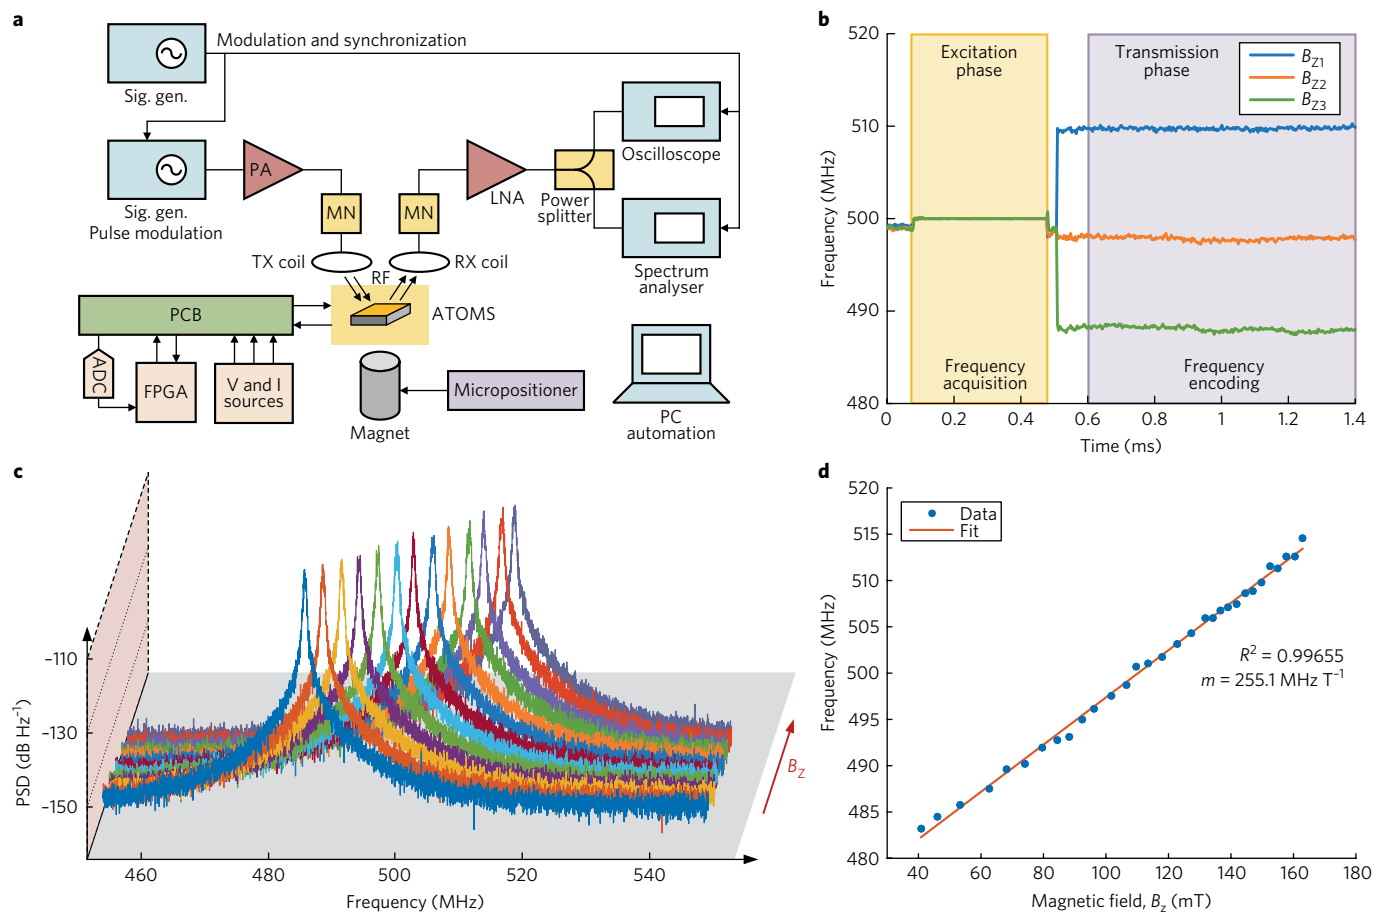 a
Modulation and synchronization
Sig. gen.
Sig. gen.
Pulse modulation
PA
MN
MN
LNA
Power
splitter
Oscilloscope
Spectrum
analyser
TX coil
RF
RX coil
ATOMS
PCB
ADC
FPGA
V and I
sources
Magnet
Micropositioner
PC
automation
b
520
510
500
490
480
Frequency (MHz)
Excitation
phase
Transmission
phase
B_Z1
B_Z2
B_Z3
Frequency
acquisition
Frequency
encoding
0
0.2
0.4
0.6
0.8
1
1.2
1.4
Time (ms)
c
–110
–130
–150
PSD (dB Hz⁻¹)
B_Z
460
480
500
520
540
Frequency (MHz)
d
520
515
510
505
500
495
490
485
480
Frequency (MHz)
Data
Fit
R² = 0.99655
m = 255.1 MHz T⁻¹
40
60
80
100
120
140
160
180
Magnetic field, B_z (mT)